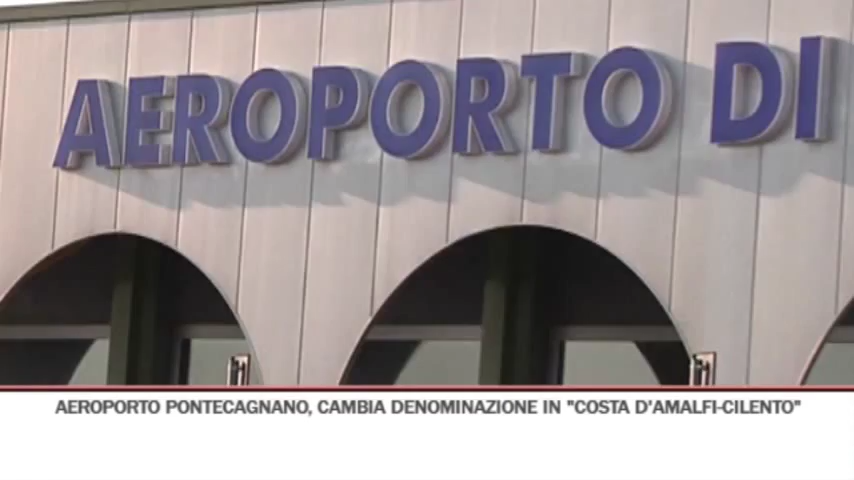 AEROPORTO DI
AEROPORTO PONTECAGNANO, CAMBIA DENOMINAZIONE IN "COSTA D'AMALFI-CILENTO"